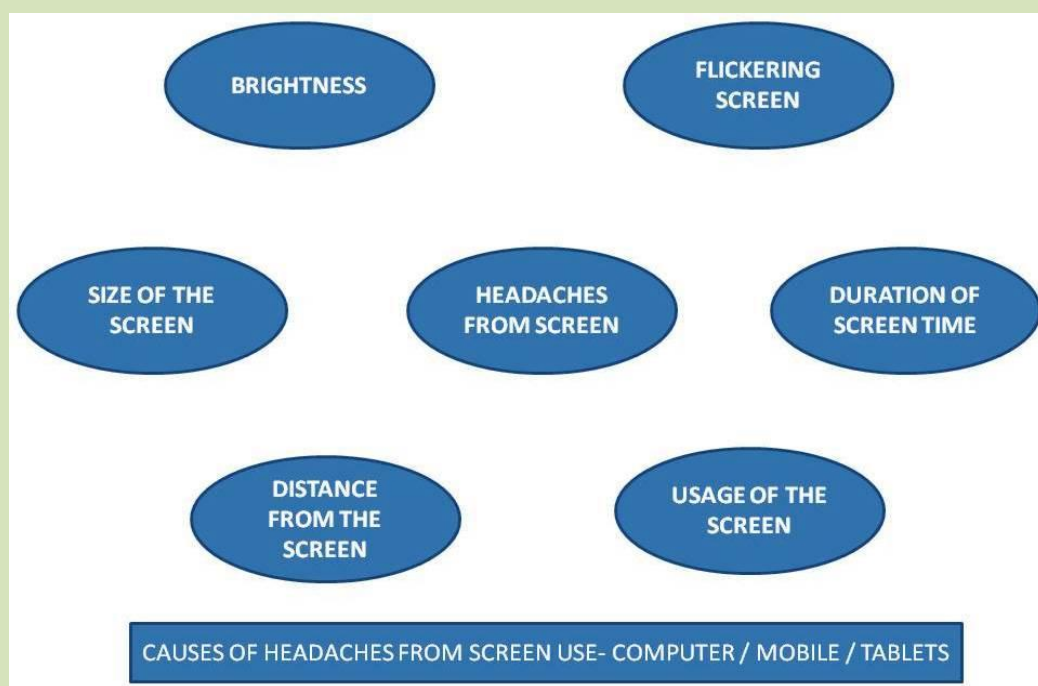 BRIGHTNESS
FLICKERING
SCREEN
SIZE OF THE
SCREEN
HEADACHES
FROM SCREEN
DURATION OF
SCREEN TIME
DISTANCE
FROM THE
SCREEN
USAGE OF THE
SCREEN
CAUSES OF HEADACHES FROM SCREEN USE- COMPUTER / MOBILE / TABLETS